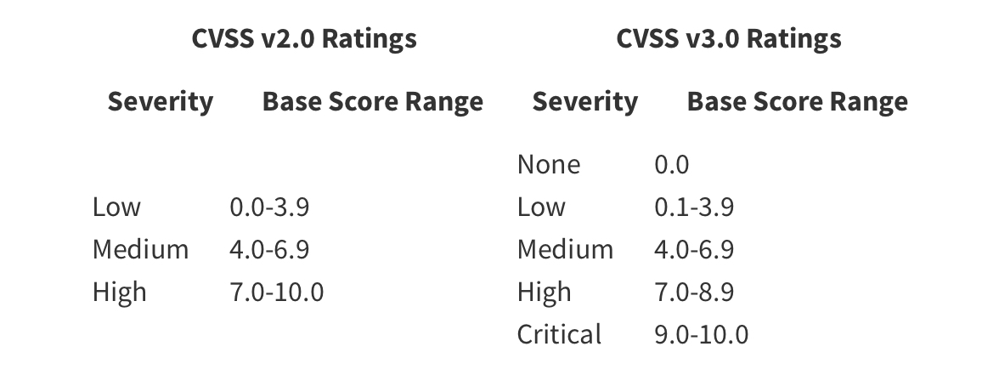 CVSS v2.0 Ratings CVSS v3.0 Ratings
Severity Base Score Range Severity Base Score Range
None 0.0
Low 0.0-3.9 Low 0.1-3.9
Medium 4.0-6.9 Medium 4.0-6.9
High 7.0-10.0 High 7.0-8.9
Critical 9.0-10.0